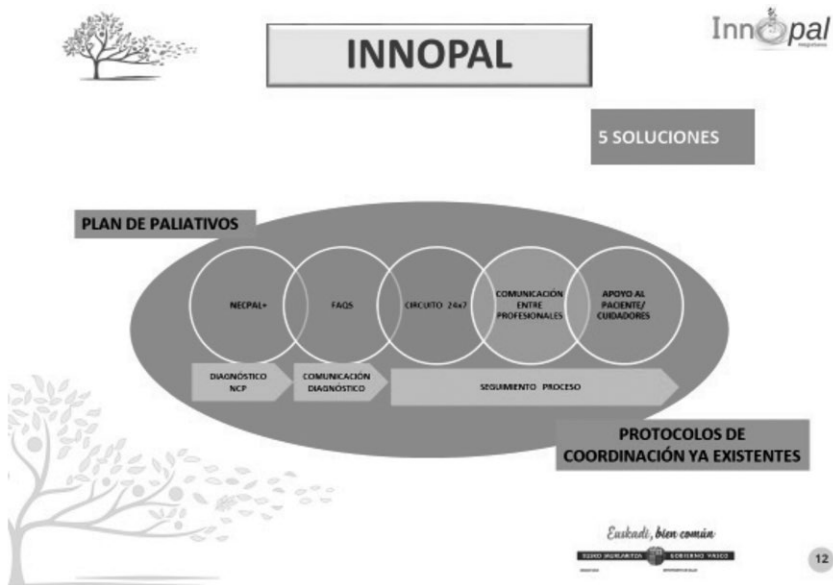 INNOPAL
Innopal
5 SOLUCIONES
PLAN DE PALIATIVOS
NECPAL+
FAQS
CIRCUITO 24x7
COMUNICACIÓN
ENTRE
PROFESIONALES
APOYO AL
PACIENTE/
CUIDADORES
DIAGNÓSTICO
NCP
COMUNICACIÓN
DIAGNÓSTICO
SEGUIMIENTO PROCESO
PROTOCOLOS DE
COORDINACIÓN YA EXISTENTES
Euskadi, bien común
EUSKO JAURLARITZA
GOBIERNO VASCO
12